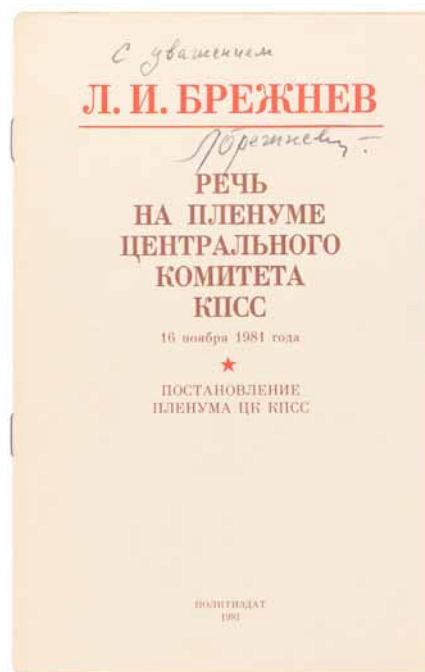 С уважением
Л. И. БРЕЖНЕВ
Л Брежнев
РЕЧЬ
НА ПЛЕНУМЕ
ЦЕНТРАЛЬНОГО
КОМИТЕТА
КПСС
16 ноября 1981 года
ПОСТАНОВЛЕНИЕ
ПЛЕНУМА ЦК КПСС
ПОЛИТИЗДАТ
1981